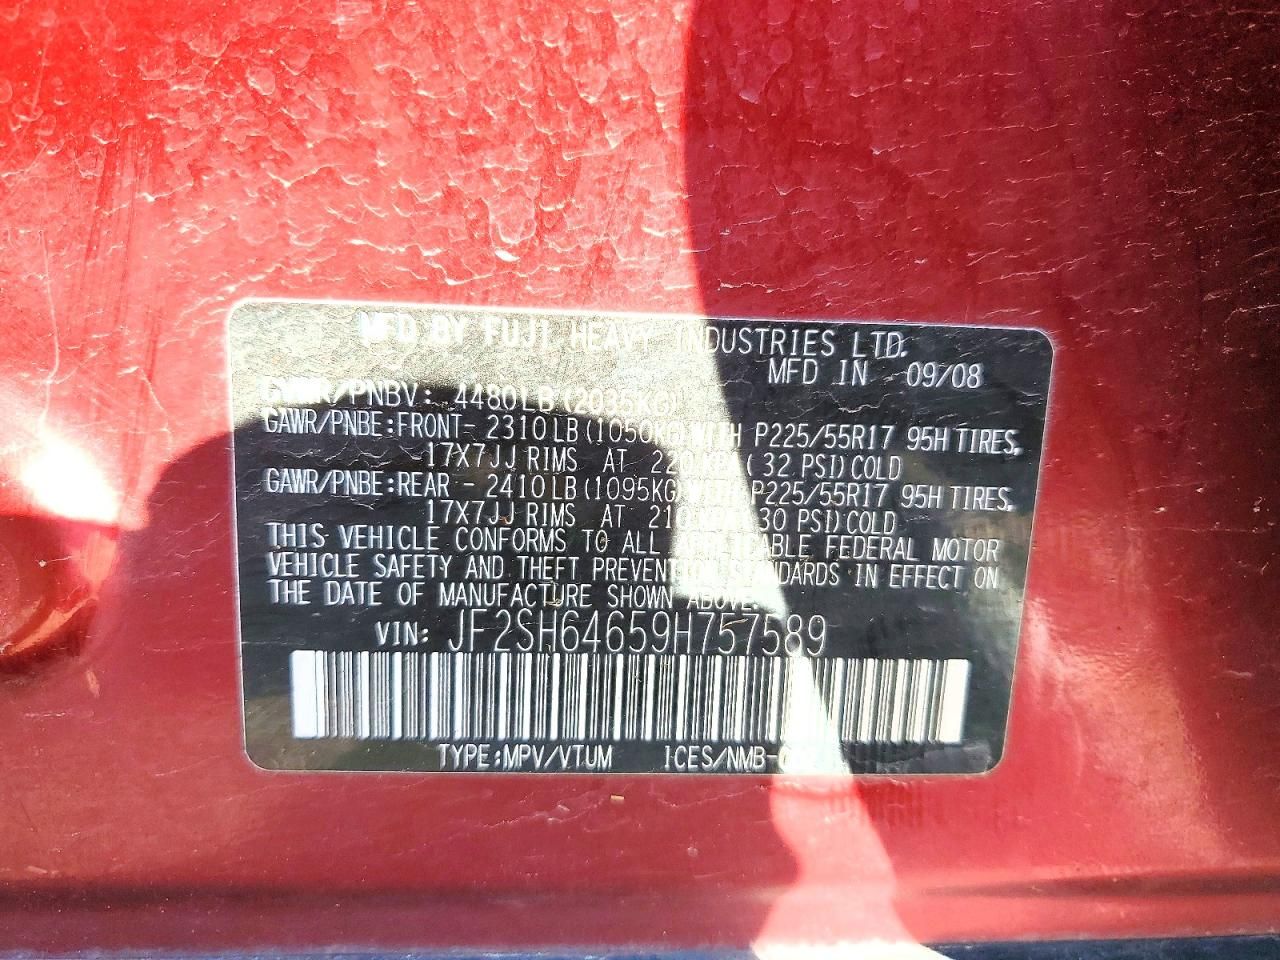 MFD BY FUJI HEAVY INDUSTRIES LTD.
MFD IN 09/08
GVWR/PNBV: 4480LB(2035KG)
GAWR/PNBE:FRONT- 2310LB(1050KG)WITH P225/55R17 95H TIRES,
17X7JJ RIMS AT 220KPA(32 PSI)COLD
GAWR/PNBE:REAR - 2410LB(1095KG)WITH P225/55R17 95H TIRES,
17X7JJ RIMS AT 210KPA(30 PSI)COLD
THIS VEHICLE CONFORMS TO ALL APPLICABLE FEDERAL MOTOR
VEHICLE SAFETY AND THEFT PREVENTION STANDARDS IN EFFECT ON
THE DATE OF MANUFACTURE SHOWN ABOVE.
VIN: JF2SH64659H757589
TYPE:MPV/VTUM ICES/NMB-